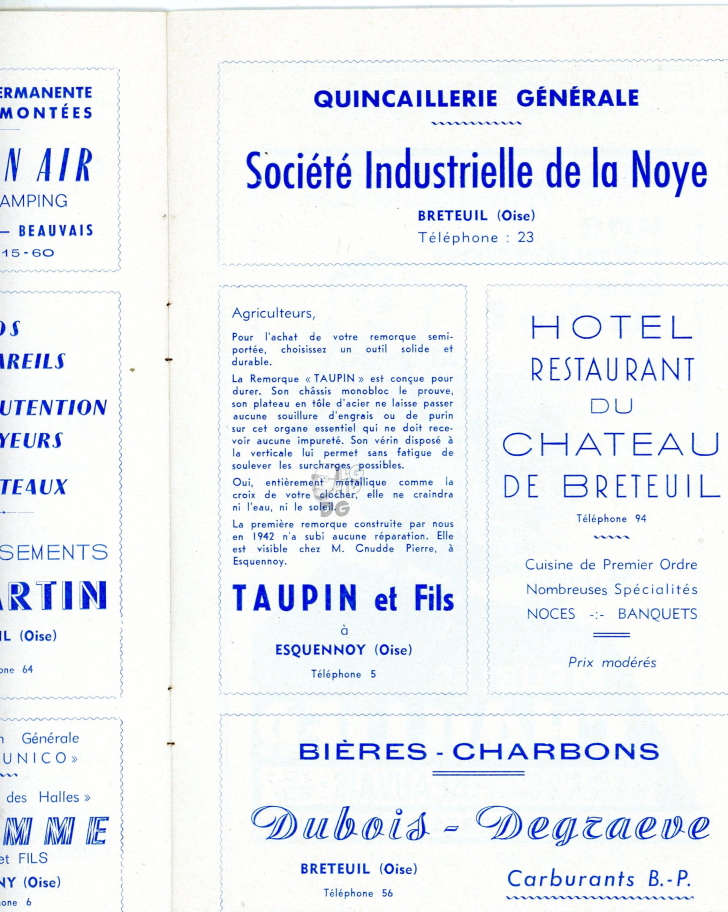 ERMANENTE
MONTÉES
N AIR
AMPING
— BEAUVAIS
15-60
OS
AREILS
UTENTION
YEURS
TEAUX
SEMENTS
ARTIN
IL (Oise)
one 64
n Générale
UNICO »
des Halles »
MME
et FILS
NY (Oise)
one 6
QUINCAILLERIE GÉNÉRALE
Société Industrielle de la Noye
BRETEUIL (Oise)
Téléphone : 23
Agriculteurs,
Pour l'achat de votre remorque semi-
portée, choisissez un outil solide et
durable.
La Remorque « TAUPIN » est conçue pour
durer. Son châssis monobloc le prouve,
son plateau en tôle d'acier ne laisse passer
aucune souillure d'engrais ou de purin
sur cet organe essentiel qui ne doit rece-
voir aucune impureté. Son vérin disposé à
la verticale lui permet sans fatigue de
soulever les surcharges possibles.
Oui, entièrement métallique comme la
croix de votre clocher, elle ne craindra
ni l'eau, ni le soleil.
La première remorque construite par nous
en 1942 n'a subi aucune réparation. Elle
est visible chez M. Cnudde Pierre, à
Esquennoy.
TAUPIN et Fils
à
ESQUENNOY (Oise)
Téléphone 5
HOTEL
RESTAURANT
DU
CHATEAU
DE BRETEUIL
Téléphone 94
Cuisine de Premier Ordre
Nombreuses Spécialités
NOCES -:- BANQUETS
Prix modérés
BIÈRES - CHARBONS
Dubois - Degraeve
BRETEUIL (Oise)
Téléphone 56
Carburants B.-P.